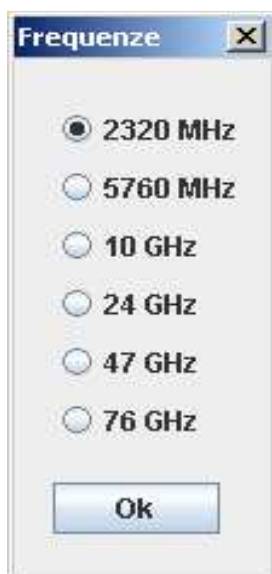 Frequenze
2320 MHz
5760 MHz
10 GHz
24 GHz
47 GHz
76 GHz
Ok